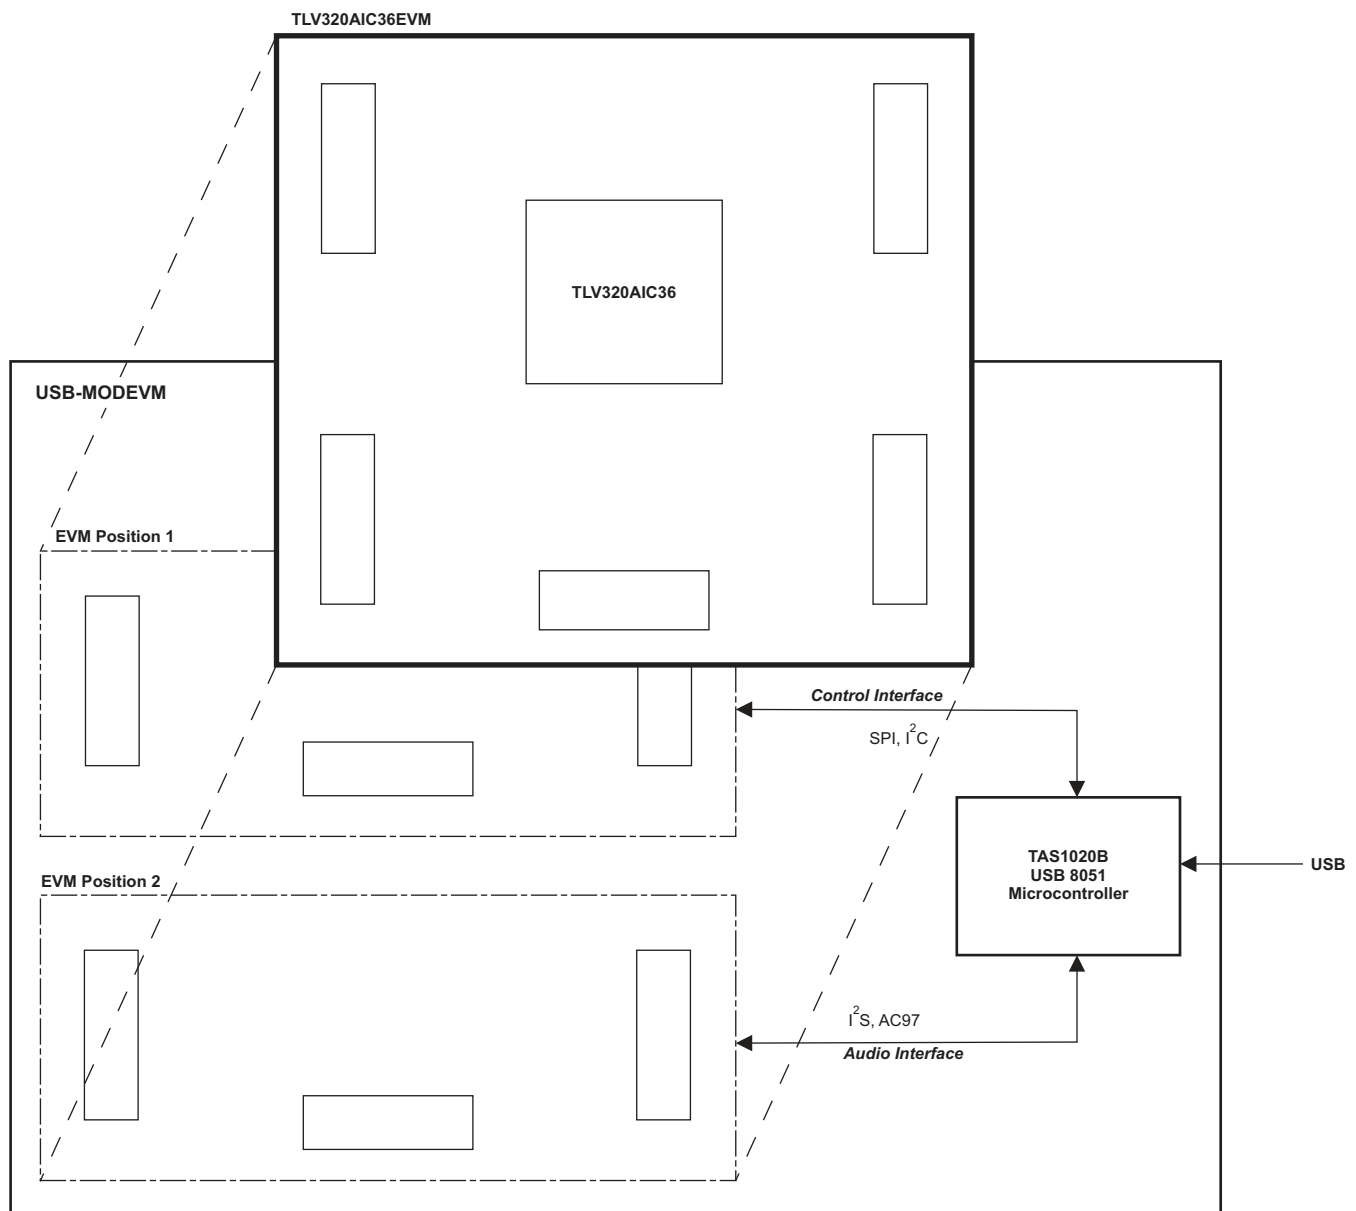 TLV320AIC36EVM
TLV320AIC36
USB-MODEVM
EVM Position 1
Control Interface
SPI, I²C
TAS1020B
USB 8051
Microcontroller
USB
EVM Position 2
I²S, AC97
Audio Interface